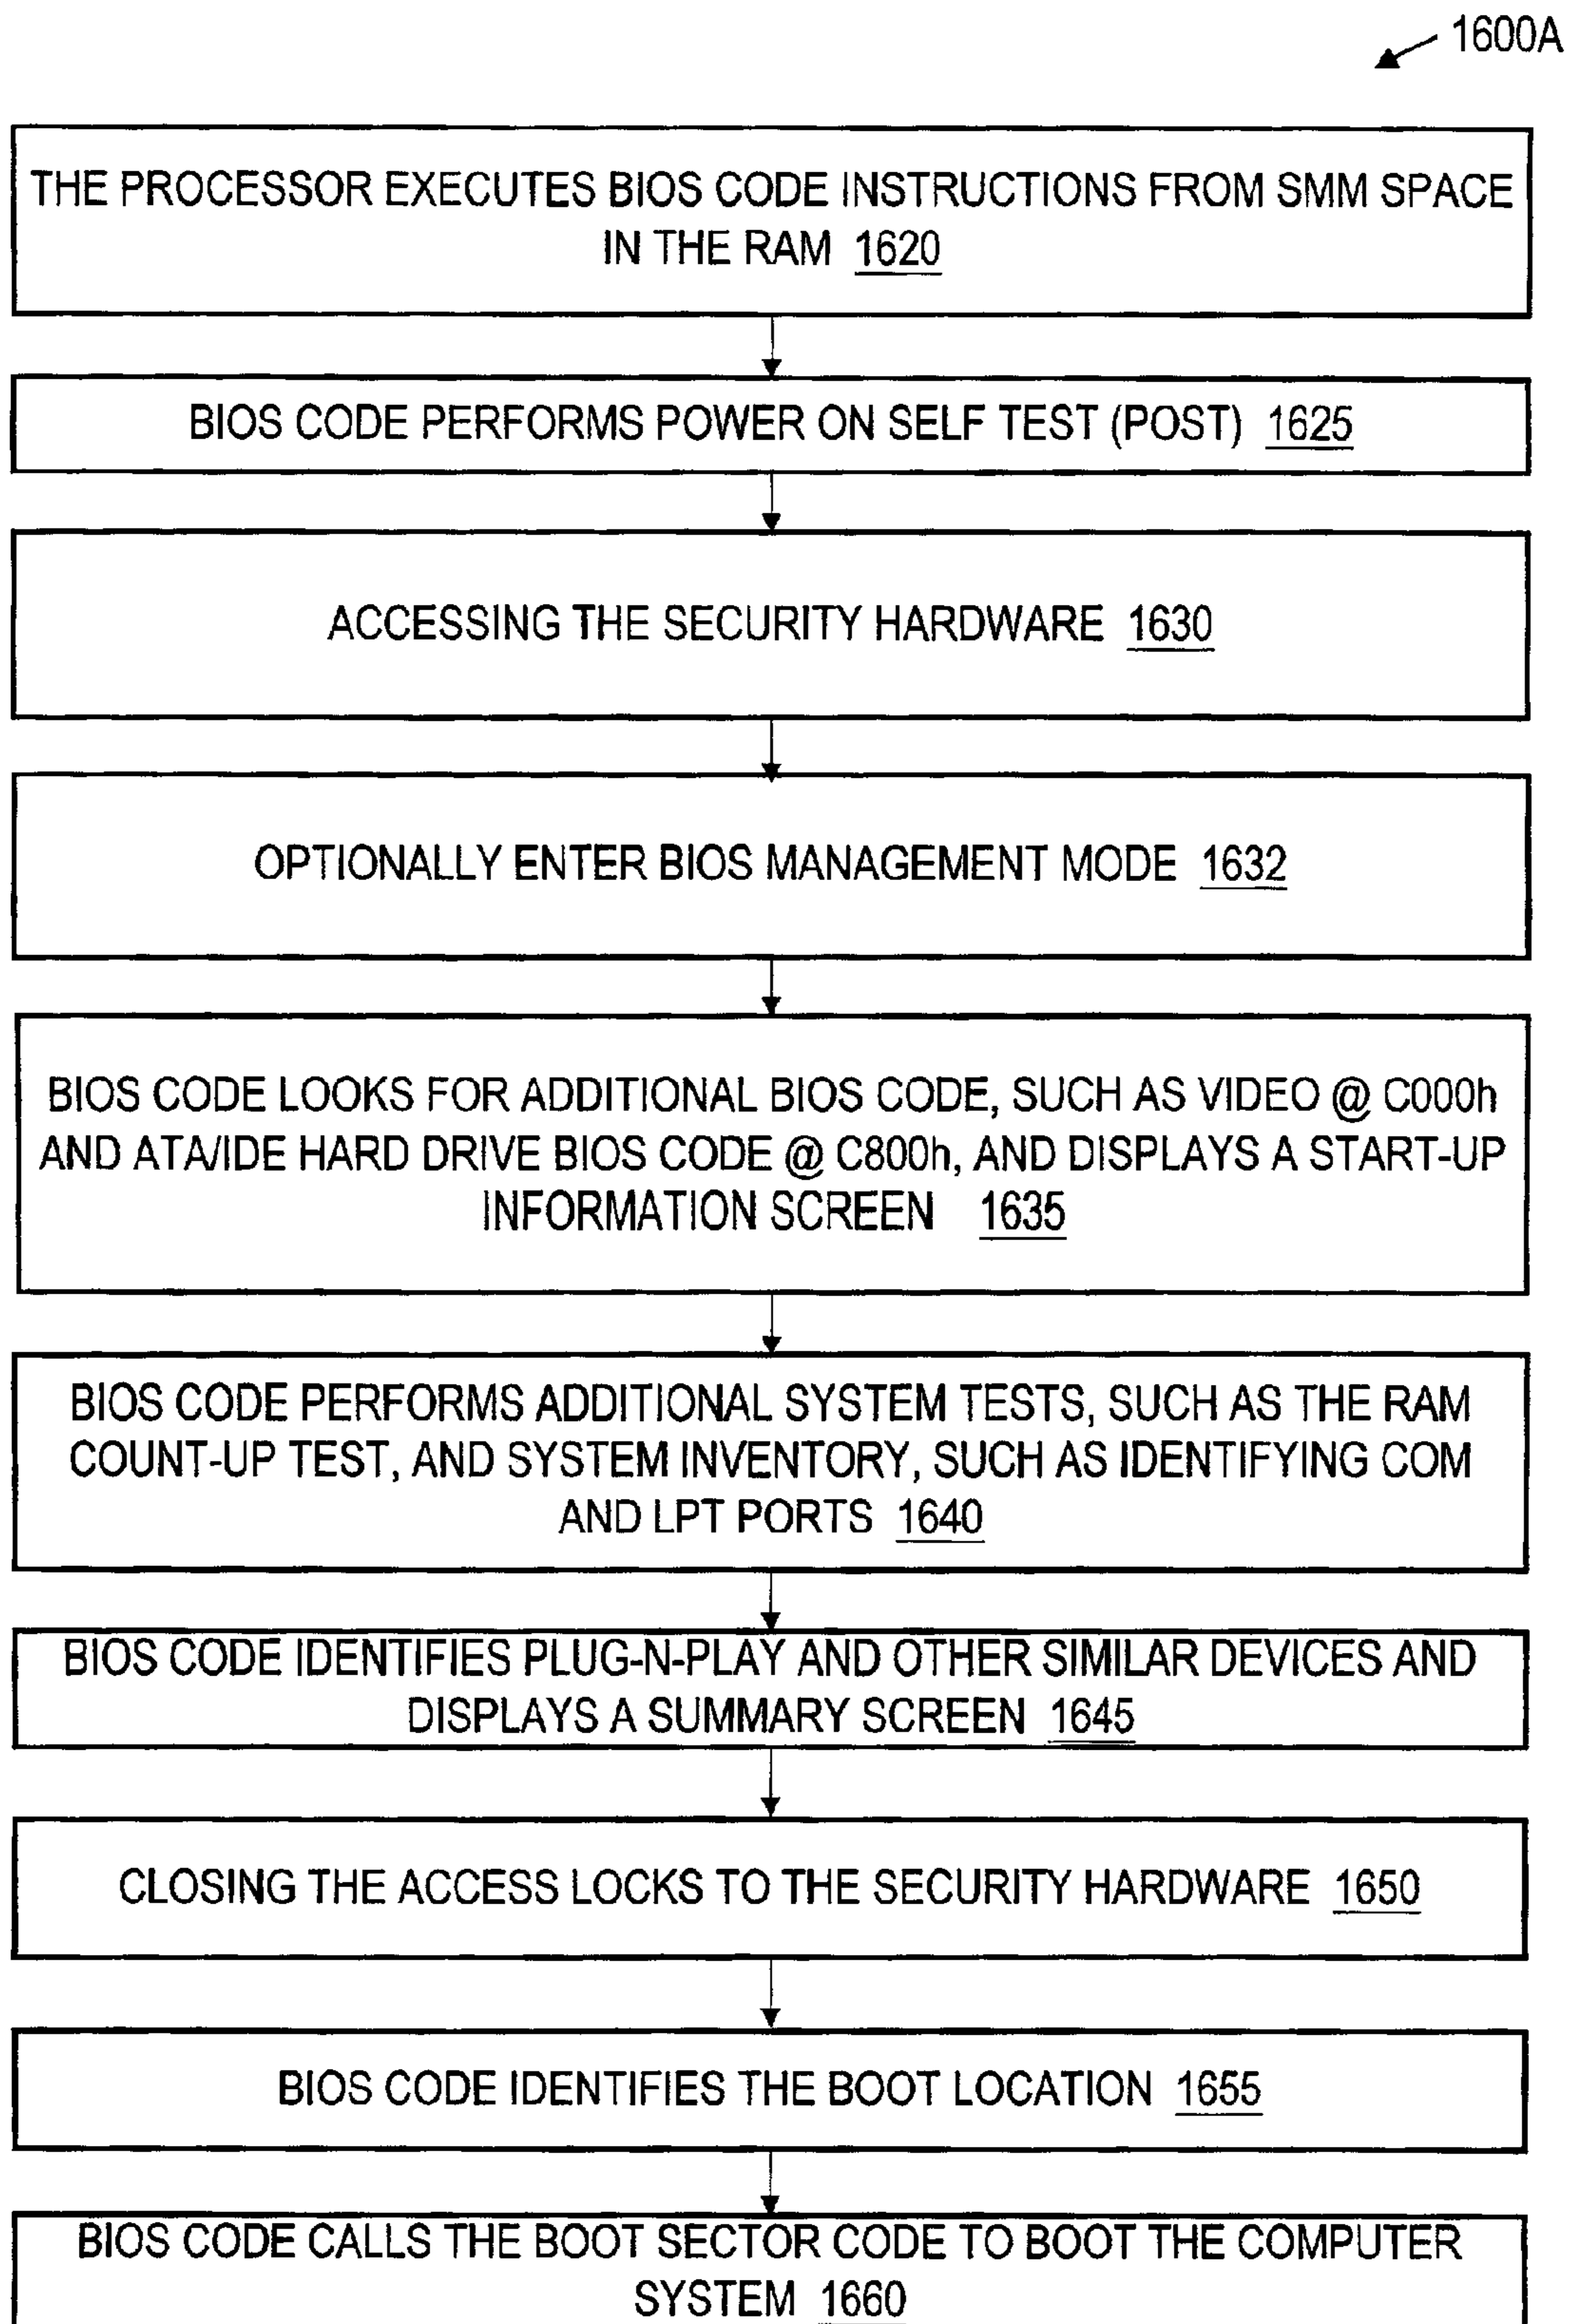 1600A
THE PROCESSOR EXECUTES BIOS CODE INSTRUCTIONS FROM SMM SPACE
IN THE RAM 1620
BIOS CODE PERFORMS POWER ON SELF TEST (POST) 1625
ACCESSING THE SECURITY HARDWARE 1630
OPTIONALLY ENTER BIOS MANAGEMENT MODE 1632
BIOS CODE LOOKS FOR ADDITIONAL BIOS CODE, SUCH AS VIDEO @ C000h
AND ATA/IDE HARD DRIVE BIOS CODE @ C800h, AND DISPLAYS A START-UP
INFORMATION SCREEN 1635
BIOS CODE PERFORMS ADDITIONAL SYSTEM TESTS, SUCH AS THE RAM
COUNT-UP TEST, AND SYSTEM INVENTORY, SUCH AS IDENTIFYING COM
AND LPT PORTS 1640
BIOS CODE IDENTIFIES PLUG-N-PLAY AND OTHER SIMILAR DEVICES AND
DISPLAYS A SUMMARY SCREEN 1645
CLOSING THE ACCESS LOCKS TO THE SECURITY HARDWARE 1650
BIOS CODE IDENTIFIES THE BOOT LOCATION 1655
BIOS CODE CALLS THE BOOT SECTOR CODE TO BOOT THE COMPUTER
SYSTEM 1660